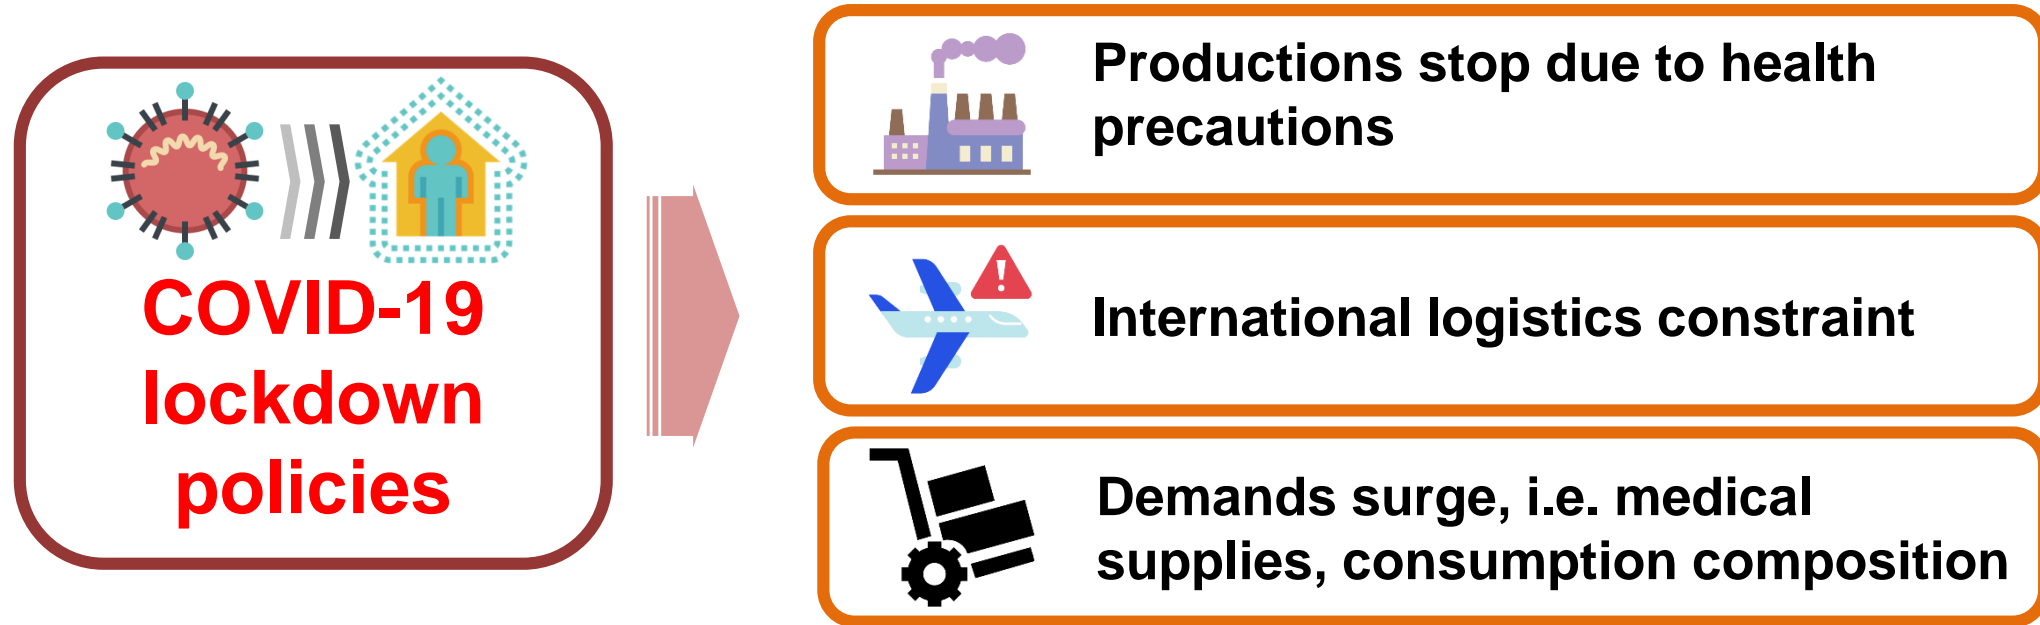 COVID-19
lockdown
policies
Productions stop due to health
precautions
International logistics constraint
Demands surge, i.e. medical
supplies, consumption composition